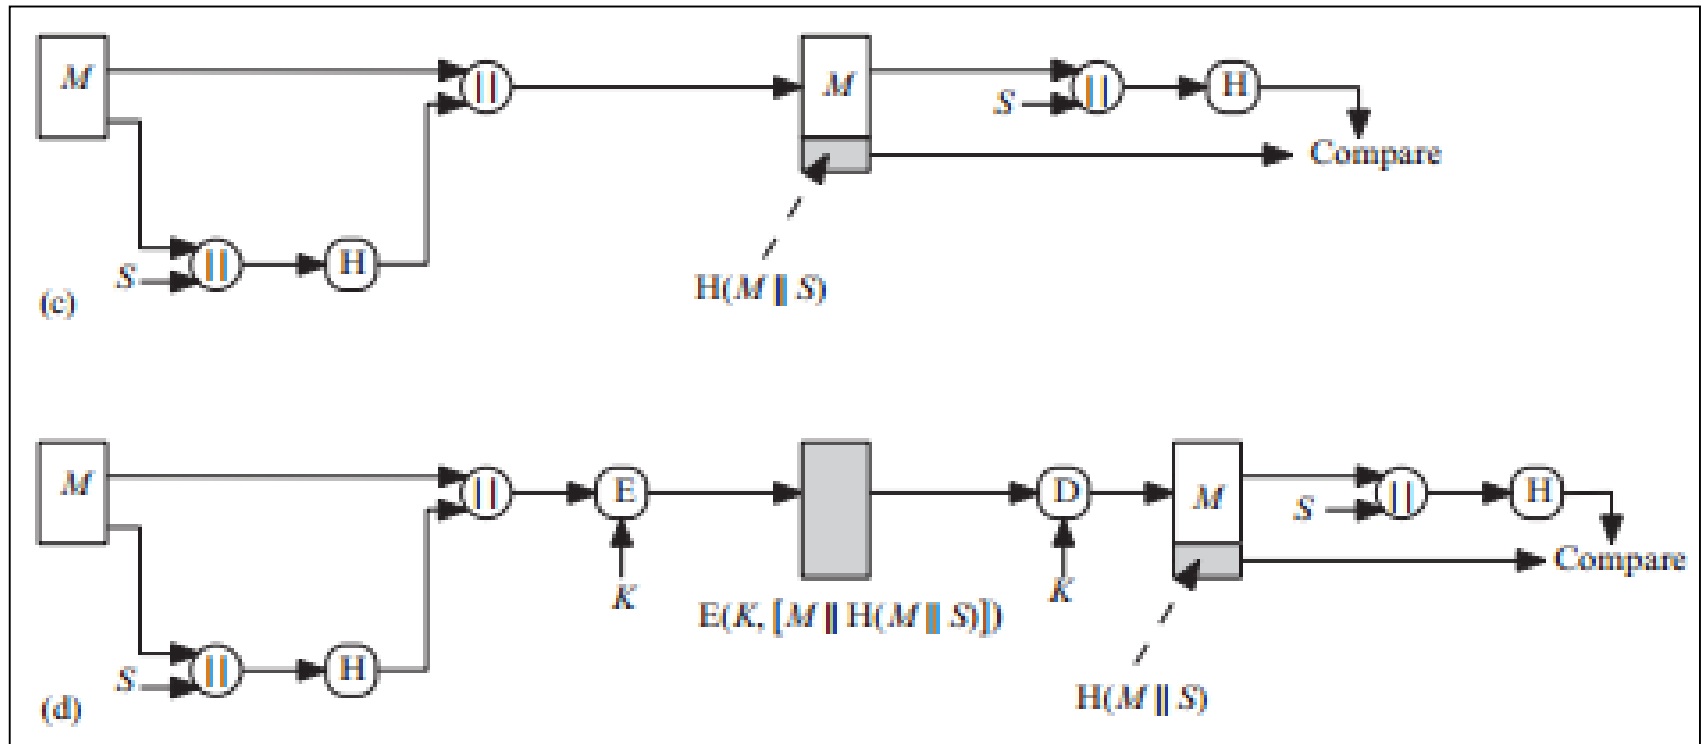 M || M S || H
Compare
S || H
H(M || S)
(c)
M || E D M S || H
K K Compare
E(K, [M || H(M || S)])
S || H
H(M || S)
(d)